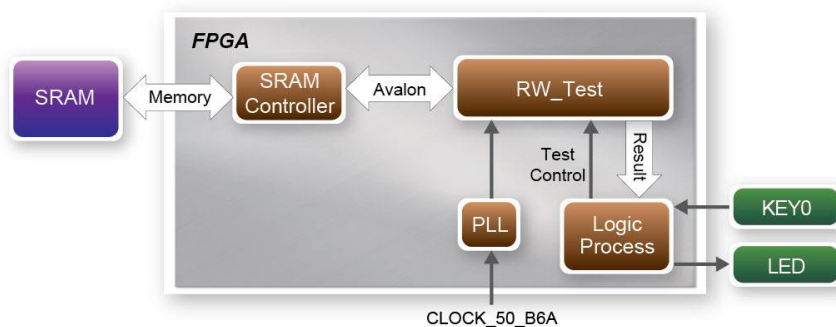 FPGA
SRAM
Memory
SRAM
Controller
Avalon
RW_Test
Test
Control
Result
PLL
Logic
Process
KEY0
LED
CLOCK_50_B6A